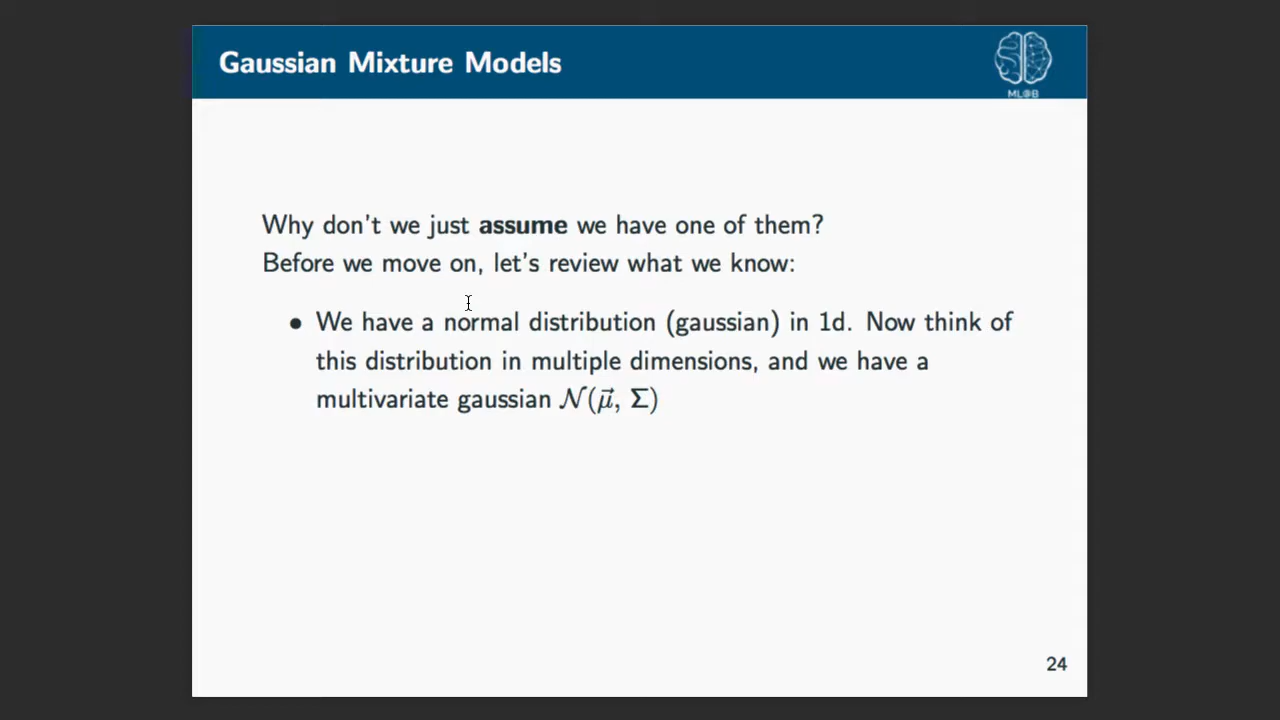 Gaussian Mixture Models
ML@B
Why don't we just assume we have one of them?
Before we move on, let's review what we know:
• We have a normal distribution (gaussian) in 1d. Now think of
this distribution in multiple dimensions, and we have a
multivariate gaussian 𝒩(μ⃗, Σ)
24